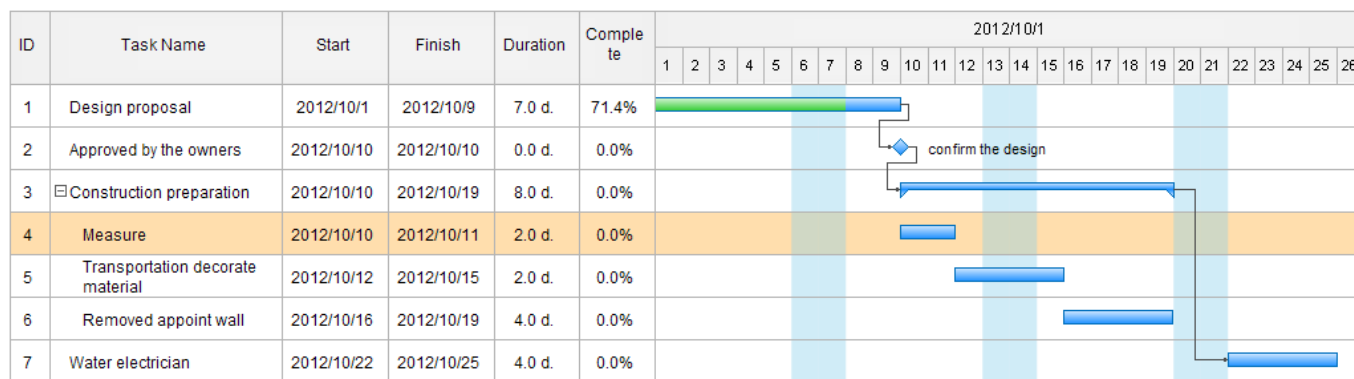 ID Task Name Start Finish Duration Comple
te 2012/10/1
1 2 3 4 5 6 7 8 9 10 11 12 13 14 15 16 17 18 19 20 21 22 23 24 25 26
1 Design proposal 2012/10/1 2012/10/9 7.0 d. 71.4%
2 Approved by the owners 2012/10/10 2012/10/10 0.0 d. 0.0% confirm the design
3 Construction preparation 2012/10/10 2012/10/19 8.0 d. 0.0%
4 Measure 2012/10/10 2012/10/11 2.0 d. 0.0%
5 Transportation decorate
material 2012/10/12 2012/10/15 2.0 d. 0.0%
6 Removed appoint wall 2012/10/16 2012/10/19 4.0 d. 0.0%
7 Water electrician 2012/10/22 2012/10/25 4.0 d. 0.0%